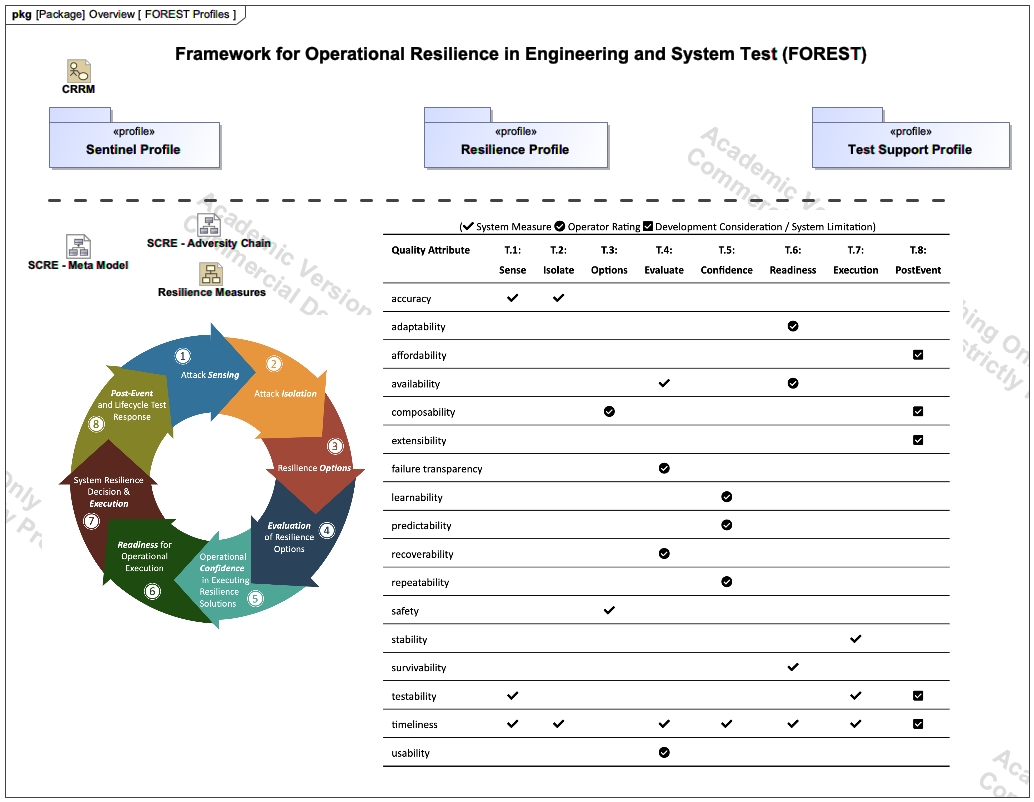 pkg [Package] Overview [ FOREST Profiles ]
Framework for Operational Resilience in Engineering and System Test (FOREST)
CRRM
«profile»
Sentinel Profile
«profile»
Resilience Profile
«profile»
Test Support Profile
Academic
Academic Version
Commercial
SCRE - Adversity Chain
SCRE - Meta Model
Resilience Measures
1
Attack Sensing
2
Attack Isolation
3
Resilience Options
4
Evaluation
of Resilience
Options
Operational
Confidence
in Executing
Resilience
Solutions
5
Readiness for
Operational
Execution
6
System Resilience
Decision &
Execution
7
Post-Event
and Lifecycle Test
Response
8
(✓ System Measure ✓ Operator Rating ✓ Development Consideration / System Limitation)
Quality Attribute T.1: T.2: T.3: T.4: T.5: T.6: T.7: T.8:
Sense Isolate Options Evaluate Confidence Readiness Execution PostEvent
accuracy ✓ ✓
adaptability ✓
affordability ✓
availability ✓ ✓
composability ✓ ✓
extensibility ✓
failure transparency ✓
learnability ✓
predictability ✓
recoverability ✓
repeatability ✓
safety ✓
stability ✓
survivability ✓
testability ✓ ✓ ✓
timeliness ✓ ✓ ✓ ✓ ✓ ✓ ✓
usability ✓